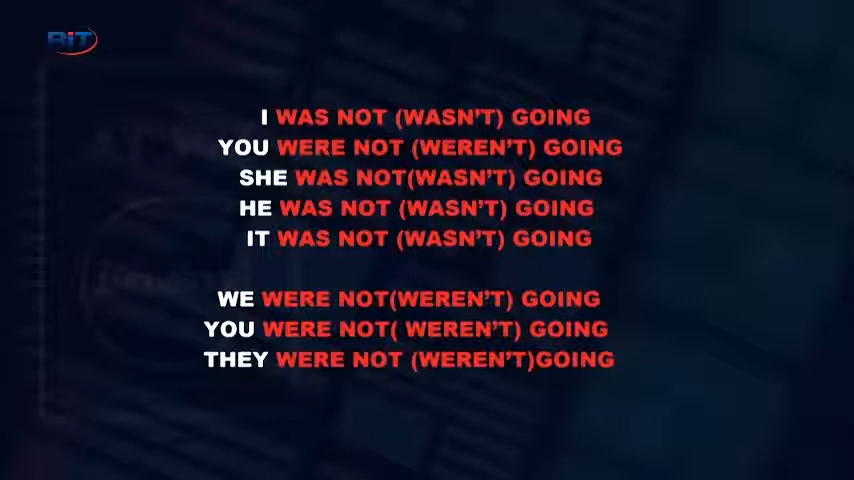 BiT
I WAS NOT (WASN'T) GOING
YOU WERE NOT (WEREN'T) GOING
SHE WAS NOT(WASN'T) GOING
HE WAS NOT (WASN'T) GOING
IT WAS NOT (WASN'T) GOING
WE WERE NOT(WEREN'T) GOING
YOU WERE NOT( WEREN'T) GOING
THEY WERE NOT (WEREN'T)GOING